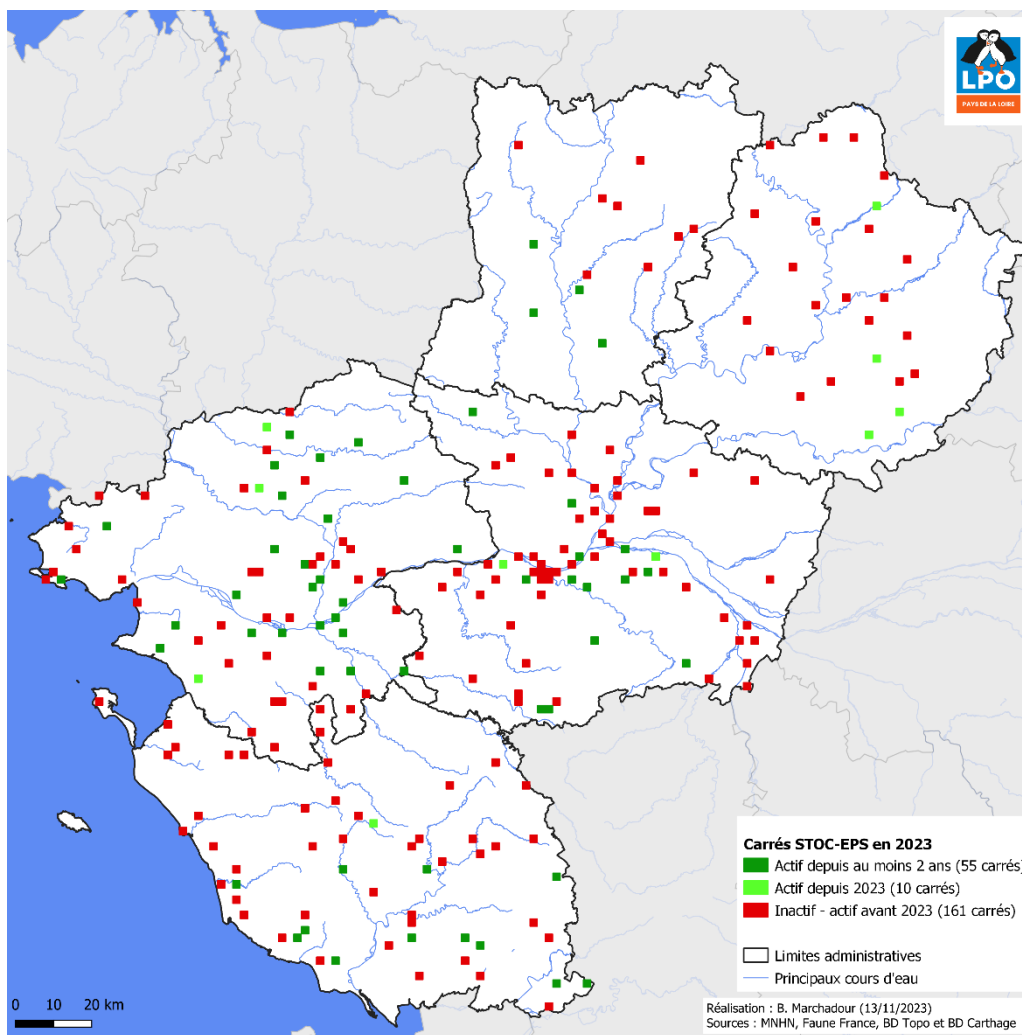 LPO
PAYS DE LA LOIRE
Carrés STOC-EPS en 2023
Actif depuis au moins 2 ans (55 carrés)
Actif depuis 2023 (10 carrés)
Inactif - actif avant 2023 (161 carrés)
Limites administratives
Principaux cours d'eau
0 10 20 km
Réalisation : B. Marchadour (13/11/2023)
Sources : MNHN, Faune France, BD Topo et BD Carthage